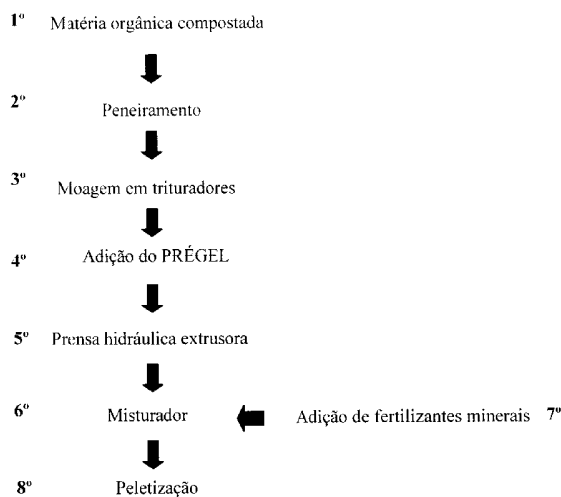 1º Matéria orgânica compostada
2º Peneiramento
3º Moagem em trituradores
4º Adição do PRÉGEL
5º Prensa hidráulica extrusora
6º Misturador Adição de fertilizantes minerais 7º
8º Peletização